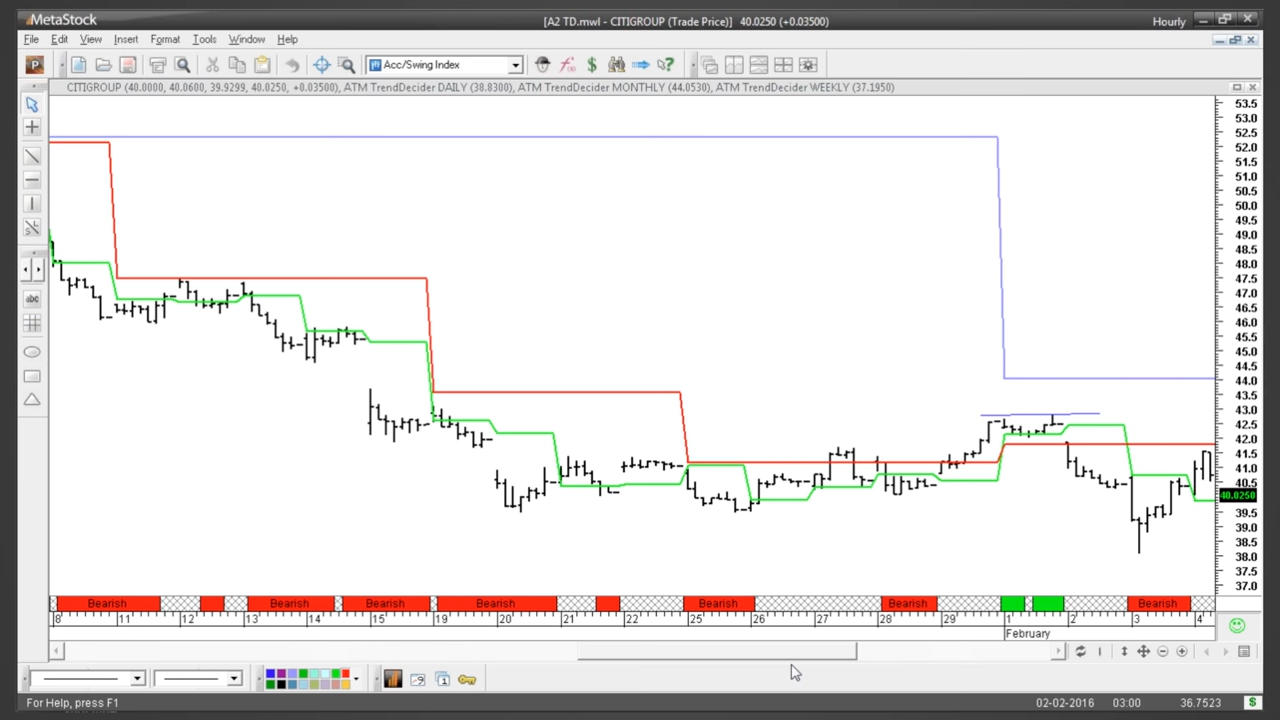 MetaStock
[A2 TD.mwl - CITIGROUP (Trade Price)] 40.0250 (+0.03500)
Hourly
File Edit View Insert Format Tools Window Help
P
Acc/Swing Index
CITIGROUP (40.0000, 40.0600, 39.9299, 40.0250, +0.03500), ATM TrendDecider DAILY (38.8300), ATM TrendDecider MONTHLY (44.0530), ATM TrendDecider WEEKLY (37.1950)
abc
53.5
53.0
52.5
52.0
51.5
51.0
50.5
50.0
49.5
49.0
48.5
48.0
47.5
47.0
46.5
46.0
45.5
45.0
44.5
44.0
43.5
43.0
42.5
42.0
41.5
41.0
40.5
40.0250
39.5
39.0
38.5
38.0
37.5
37.0
Bearish Bearish Bearish Bearish Bearish Bearish Bearish
8 11 12 13 14 15 19 20 21 22 25 26 27 28 29 1 2 3 4
February
For Help, press F1
02-02-2016 03:00 36.7523 $